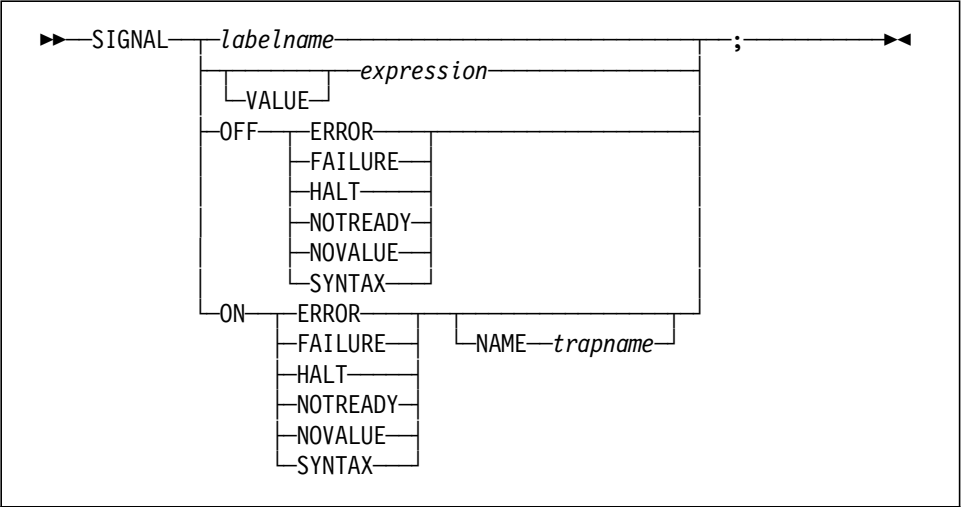 SIGNAL labelname ;
expression
VALUE
OFF ERROR
FAILURE
HALT
NOTREADY
NOVALUE
SYNTAX
ON ERROR
FAILURE NAME trapname
HALT
NOTREADY
NOVALUE
SYNTAX